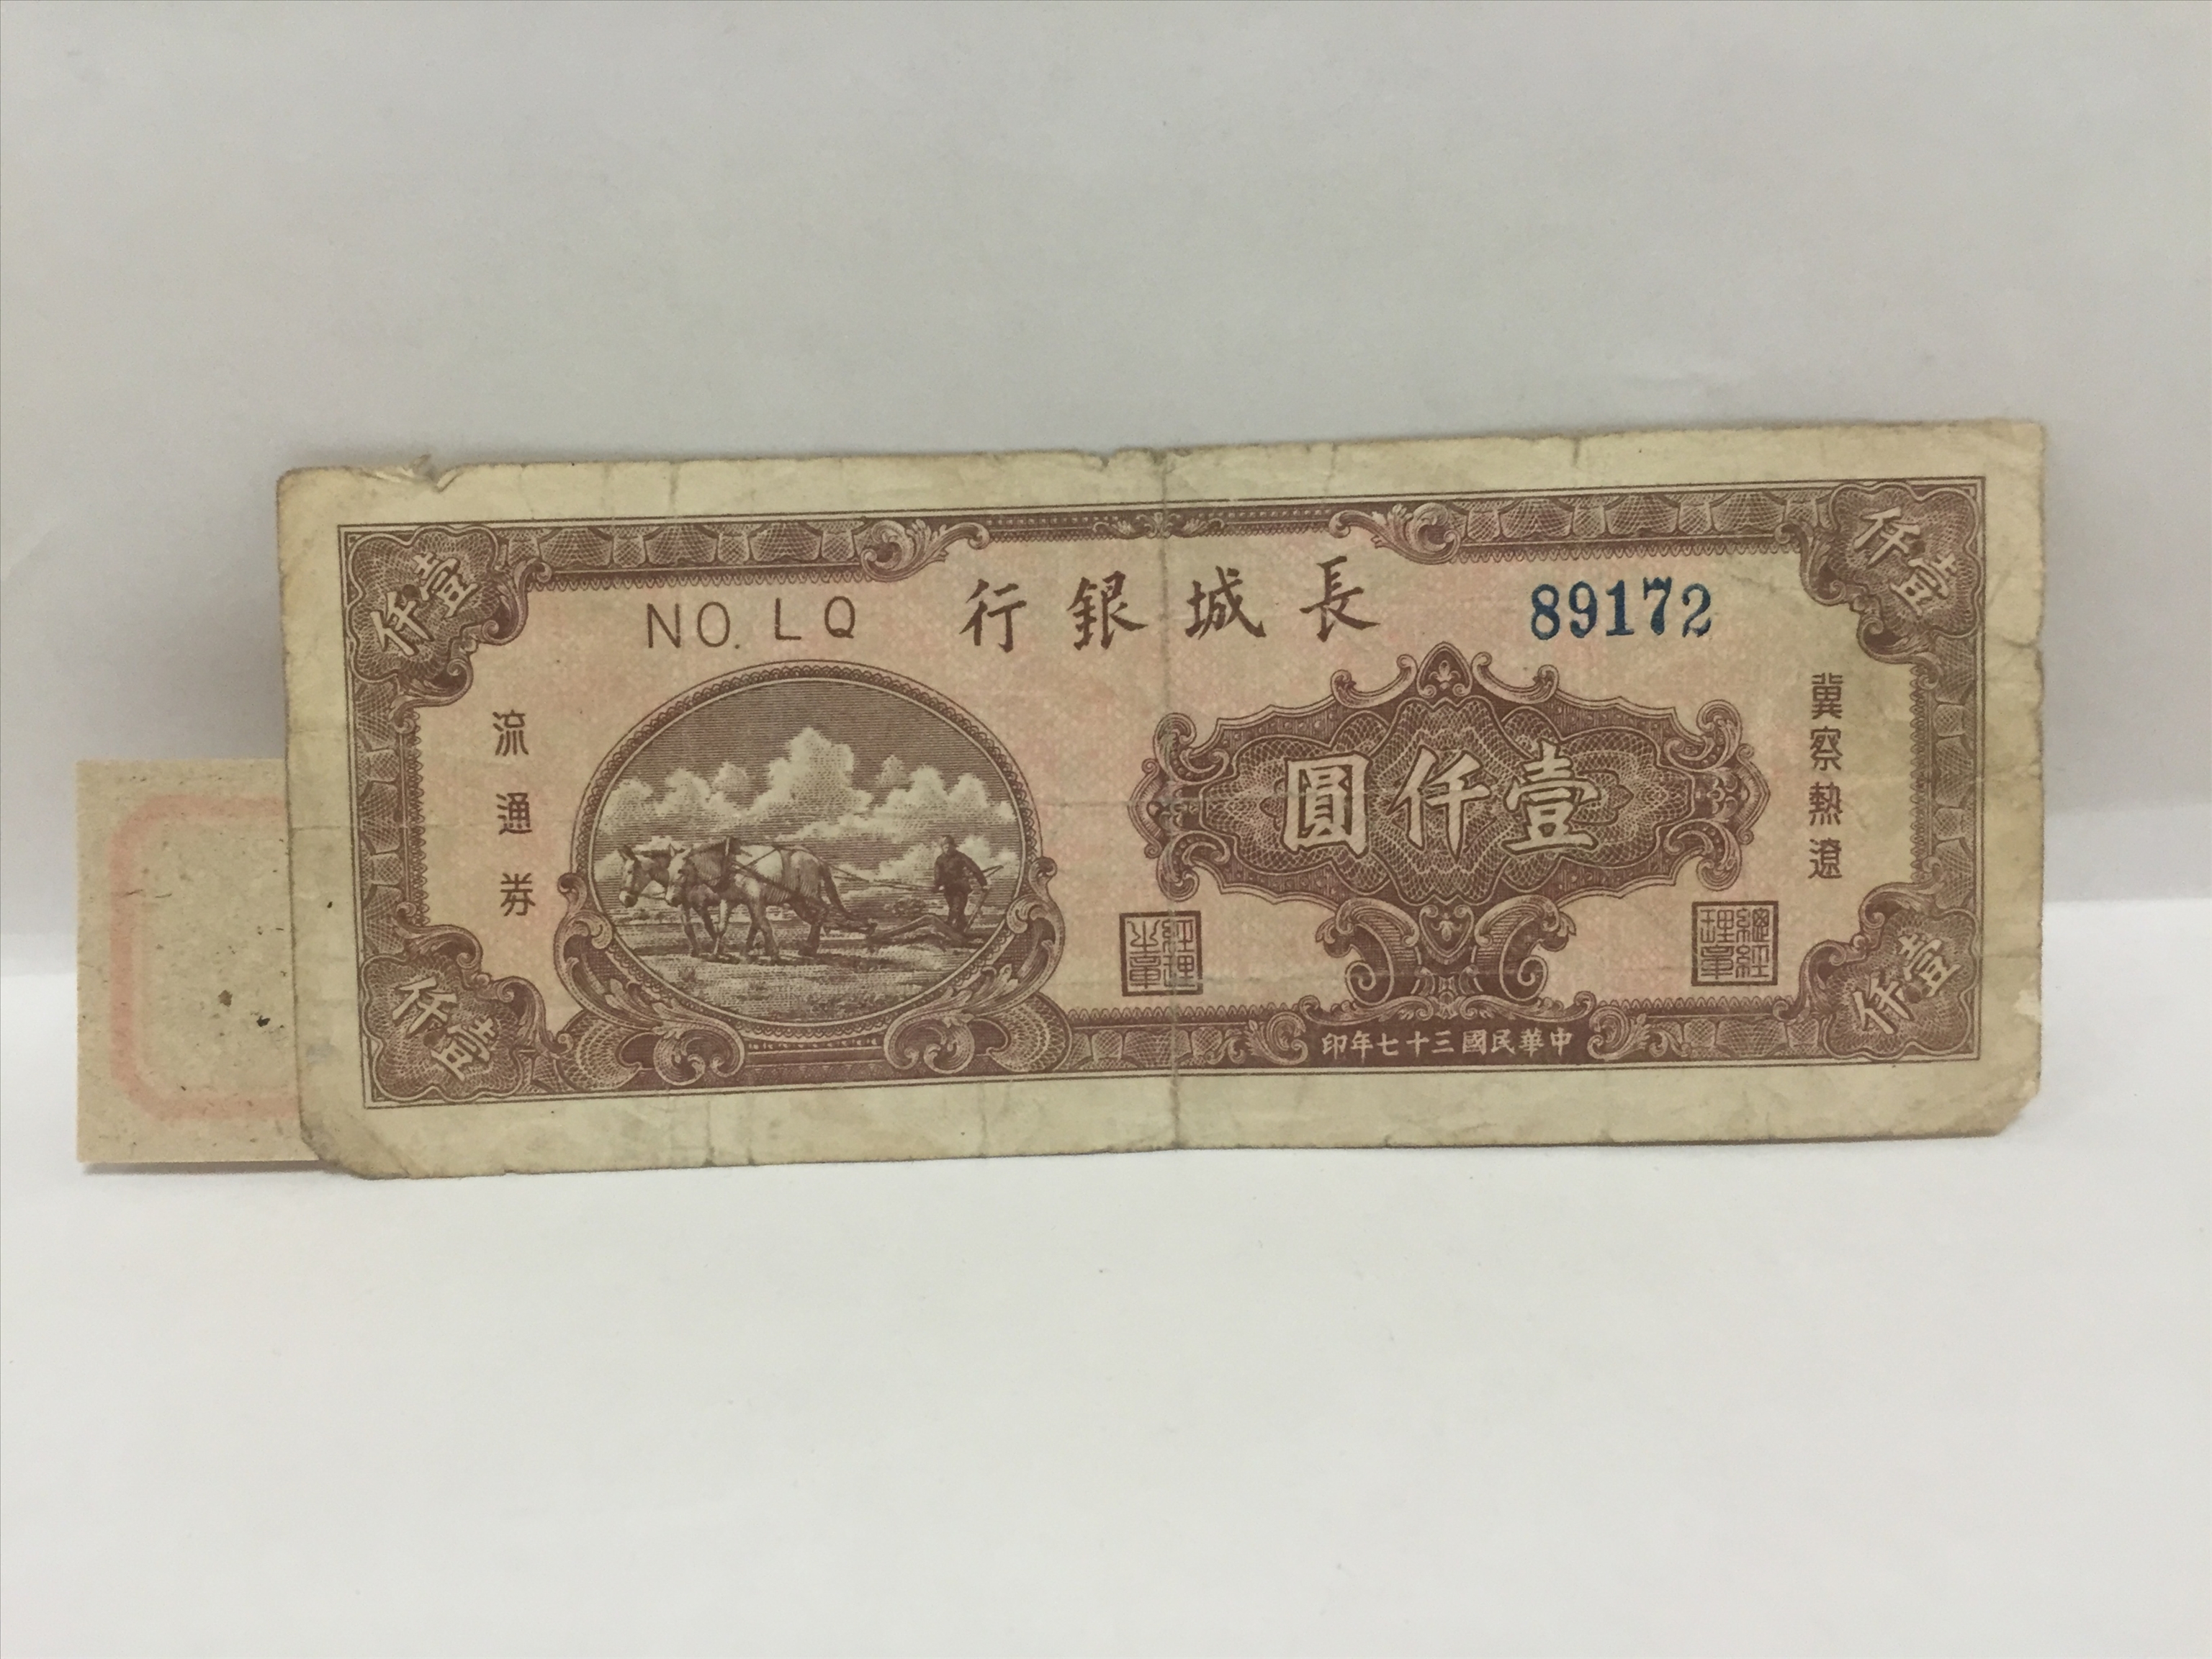 長城銀行
NO. LQ
89172
冀察熱遼
流通券
壹仟圓
壹仟
壹仟
壹仟
壹仟
總經理章
經理之章
中華民國三十七年印